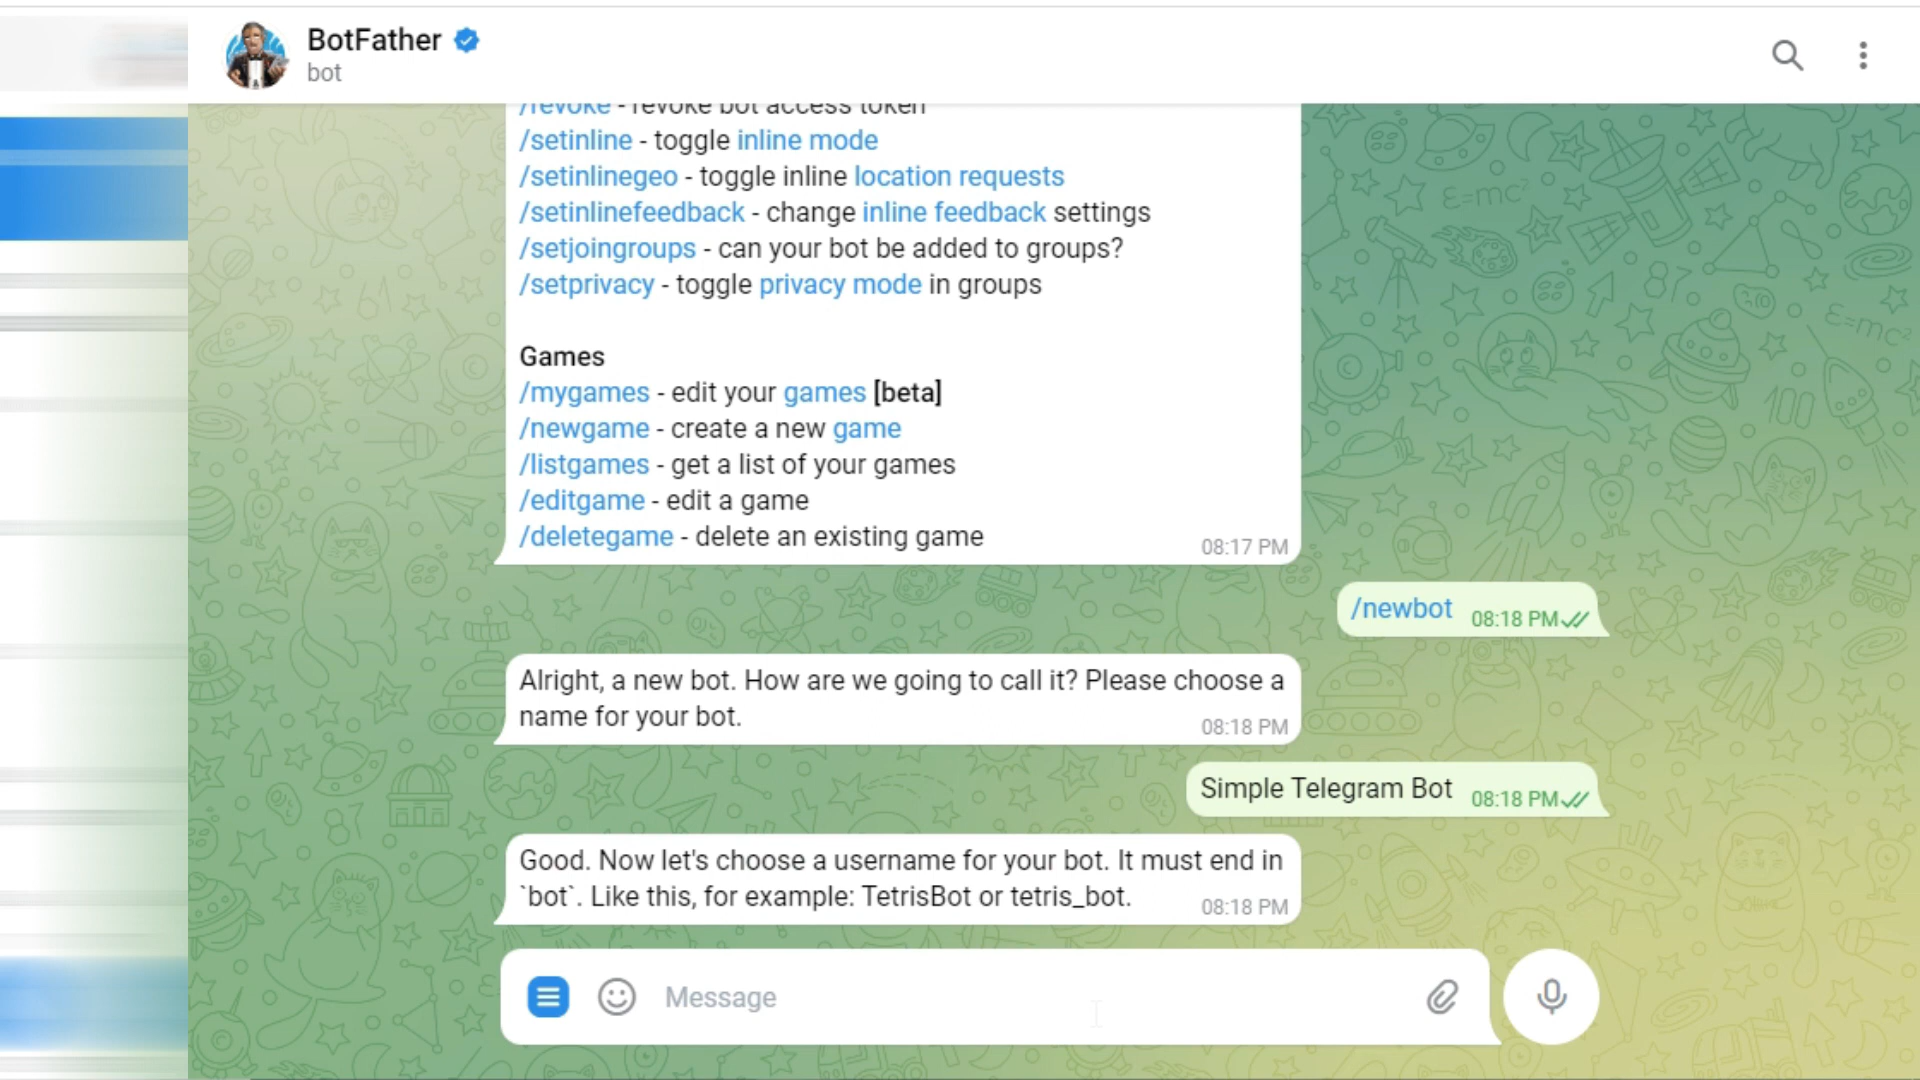 BotFather
bot
/revoke - revoke bot access token
/setinline - toggle inline mode
/setinlinegeo - toggle inline location requests
/setinlinefeedback - change inline feedback settings
/setjoingroups - can your bot be added to groups?
/setprivacy - toggle privacy mode in groups
Games
/mygames - edit your games [beta]
/newgame - create a new game
/listgames - get a list of your games
/editgame - edit a game
/deletegame - delete an existing game
08:17 PM
/newbot 08:18 PM
Alright, a new bot. How are we going to call it? Please choose a
name for your bot.
08:18 PM
Simple Telegram Bot 08:18 PM
Good. Now let's choose a username for your bot. It must end in
`bot`. Like this, for example: TetrisBot or tetris_bot.
08:18 PM
Message